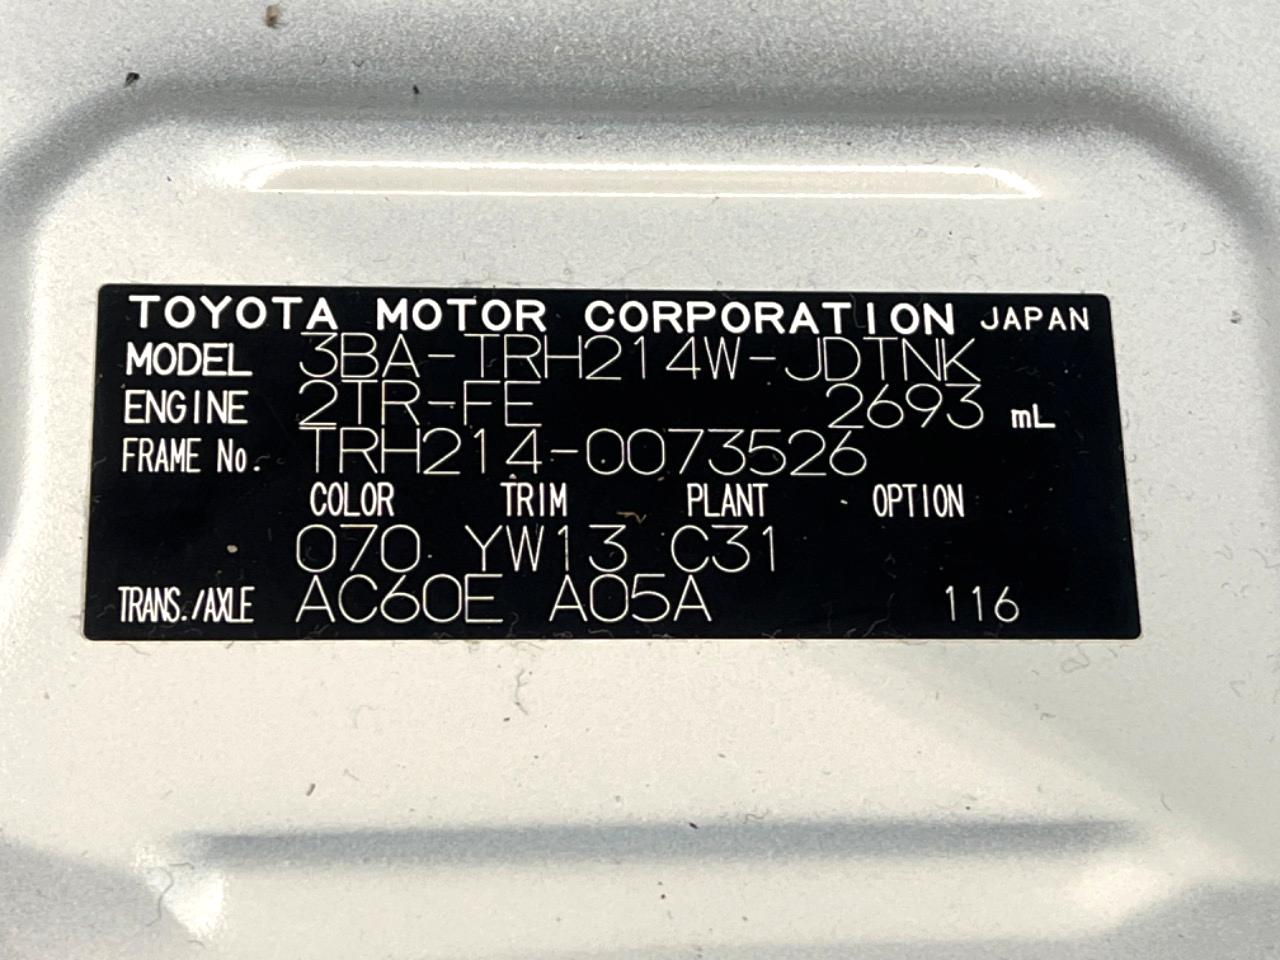 TOYOTA MOTOR CORPORATION JAPAN
MODEL 3BA-TRH214W-JDTNK
ENGINE 2TR-FE 2693 mL
FRAME No. TRH214-0073526
COLOR TRIM PLANT OPTION
070 YW13 C31
TRANS./AXLE AC60E A05A 116